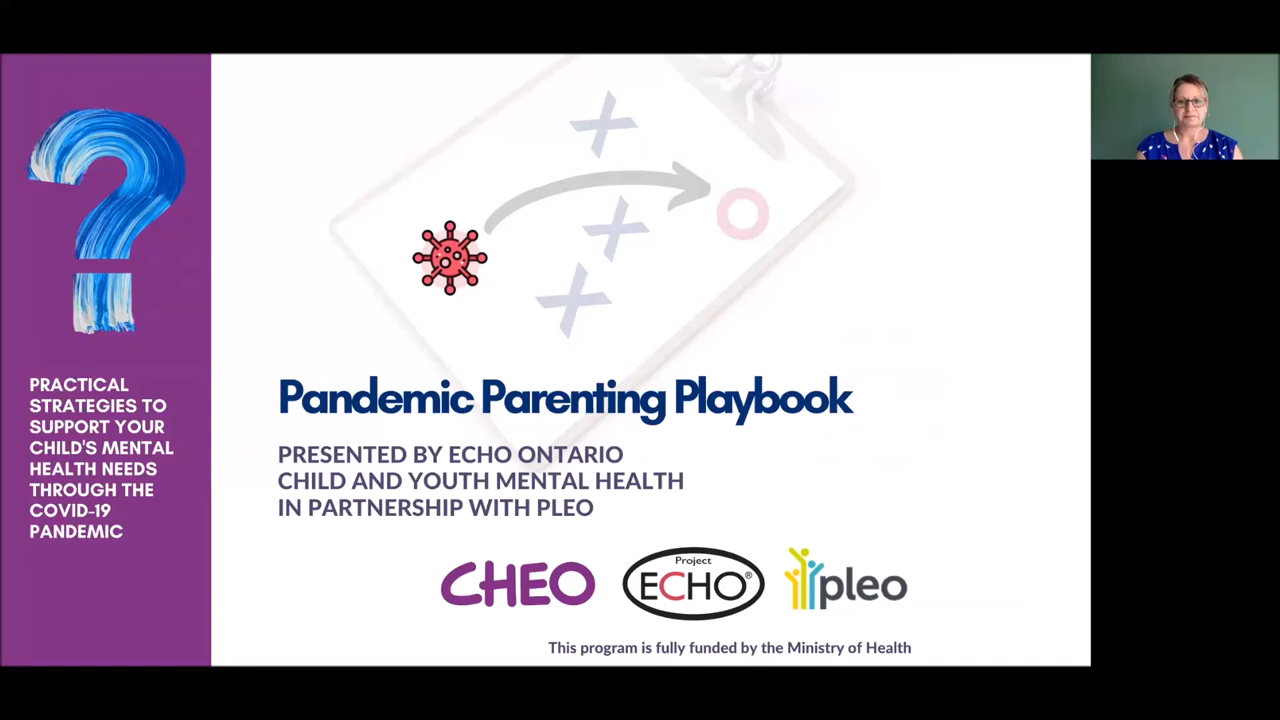 PRACTICAL
STRATEGIES TO
SUPPORT YOUR
CHILD'S MENTAL
HEALTH NEEDS
THROUGH THE
COVID-19
PANDEMIC
Pandemic Parenting Playbook
PRESENTED BY ECHO ONTARIO
CHILD AND YOUTH MENTAL HEALTH
IN PARTNERSHIP WITH PLEO
CHEO
Project
ECHO®
pleo
This program is fully funded by the Ministry of Health